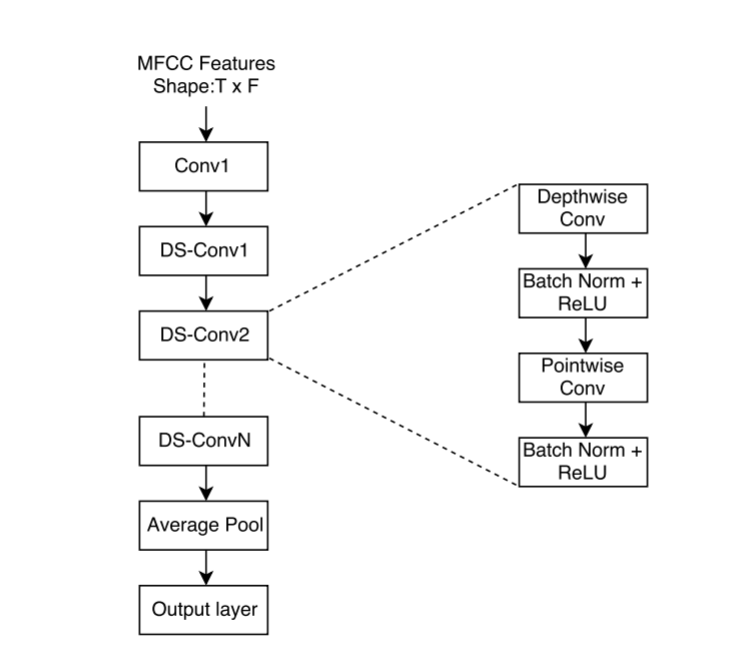 MFCC Features
Shape:T x F
Conv1
DS-Conv1
DS-Conv2
DS-ConvN
Average Pool
Output layer
Depthwise
Conv
Batch Norm +
ReLU
Pointwise
Conv
Batch Norm +
ReLU